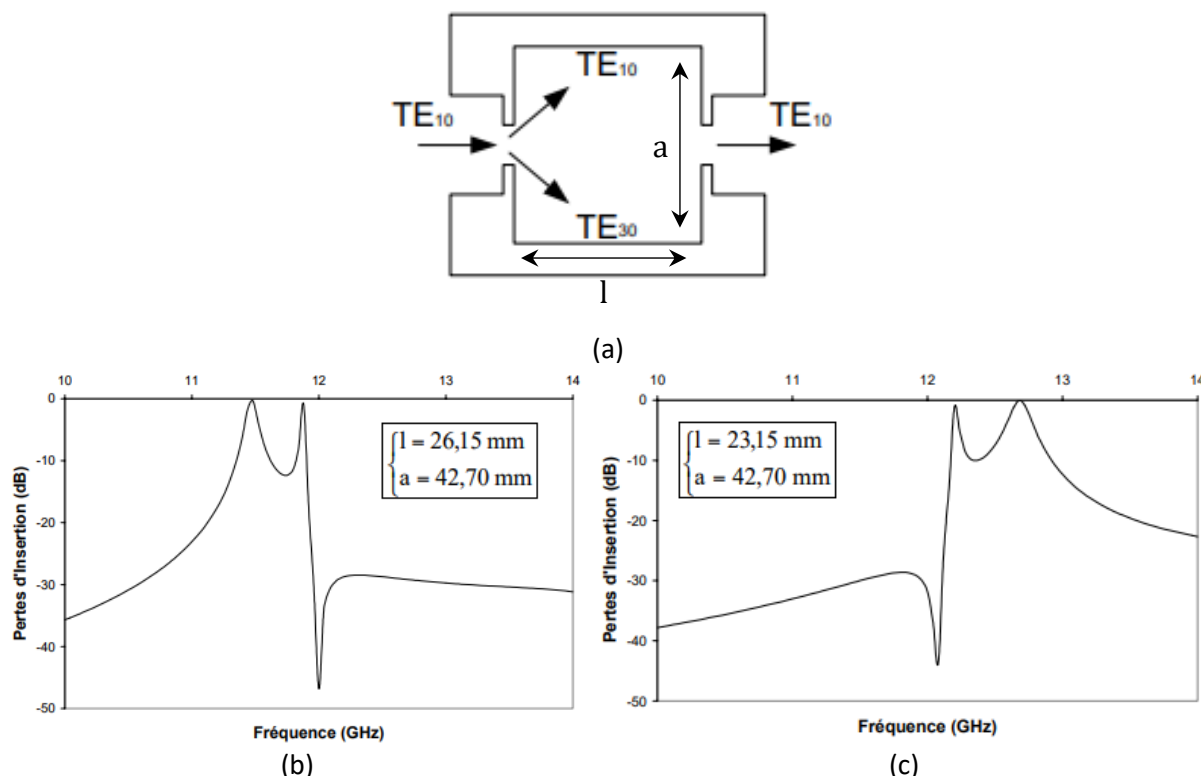 TE10
TE10
TE10
a
TE30
l
(a)
10 11 12 13 14
0
-10
-20
-30
-40
-50
Pertes d'Insertion (dB)
l = 26,15 mm
a = 42,70 mm
Fréquence (GHz)
(b)
10 11 12 13 14
0
-10
-20
-30
-40
-50
Pertes d'Insertion (dB)
l = 23,15 mm
a = 42,70 mm
Fréquence (GHz)
(c)